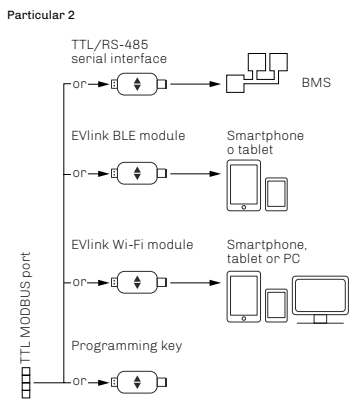 Particular 2
TTL/RS-485
serial interface
or
BMS
EVlink BLE module
Smartphone
o tablet
or
EVlink Wi-Fi module
Smartphone,
tablet or PC
or
TTL MODBUS port
Programming key
or